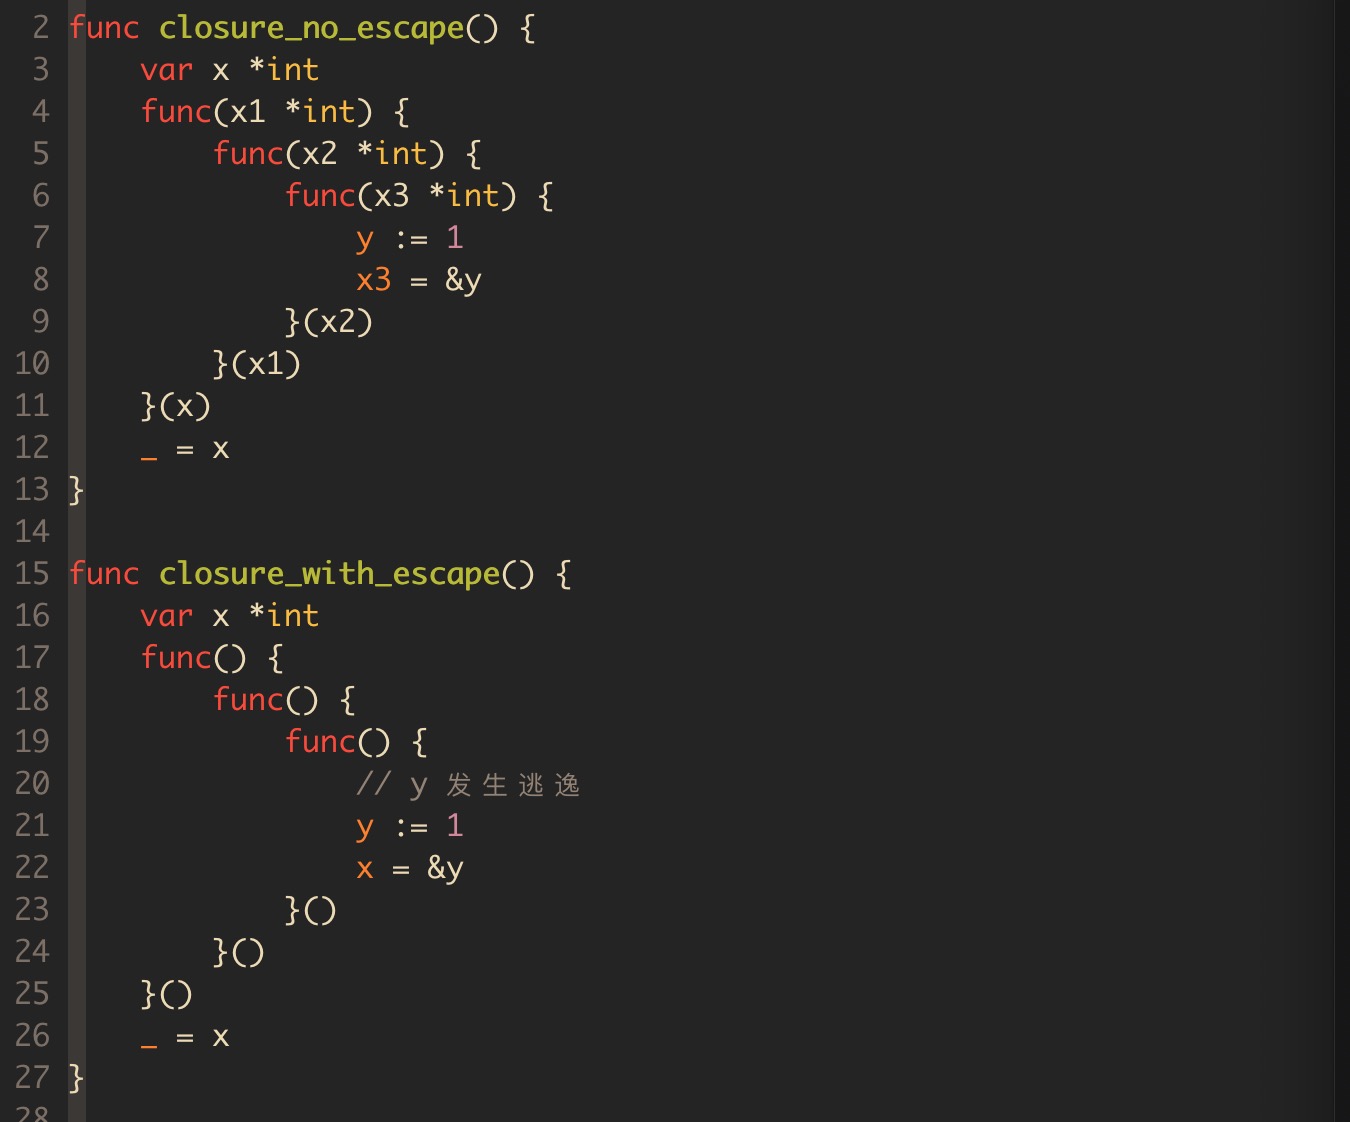 2 func closure_no_escape() {
3     var x *int
4     func(x1 *int) {
5         func(x2 *int) {
6             func(x3 *int) {
7                 y := 1
8                 x3 = &y
9             }(x2)
10         }(x1)
11     }(x)
12     _ = x
13 }
14
15 func closure_with_escape() {
16     var x *int
17     func() {
18         func() {
19             func() {
20                 // y 发生逃逸
21                 y := 1
22                 x = &y
23             }()
24         }()
25     }()
26     _ = x
27 }
28